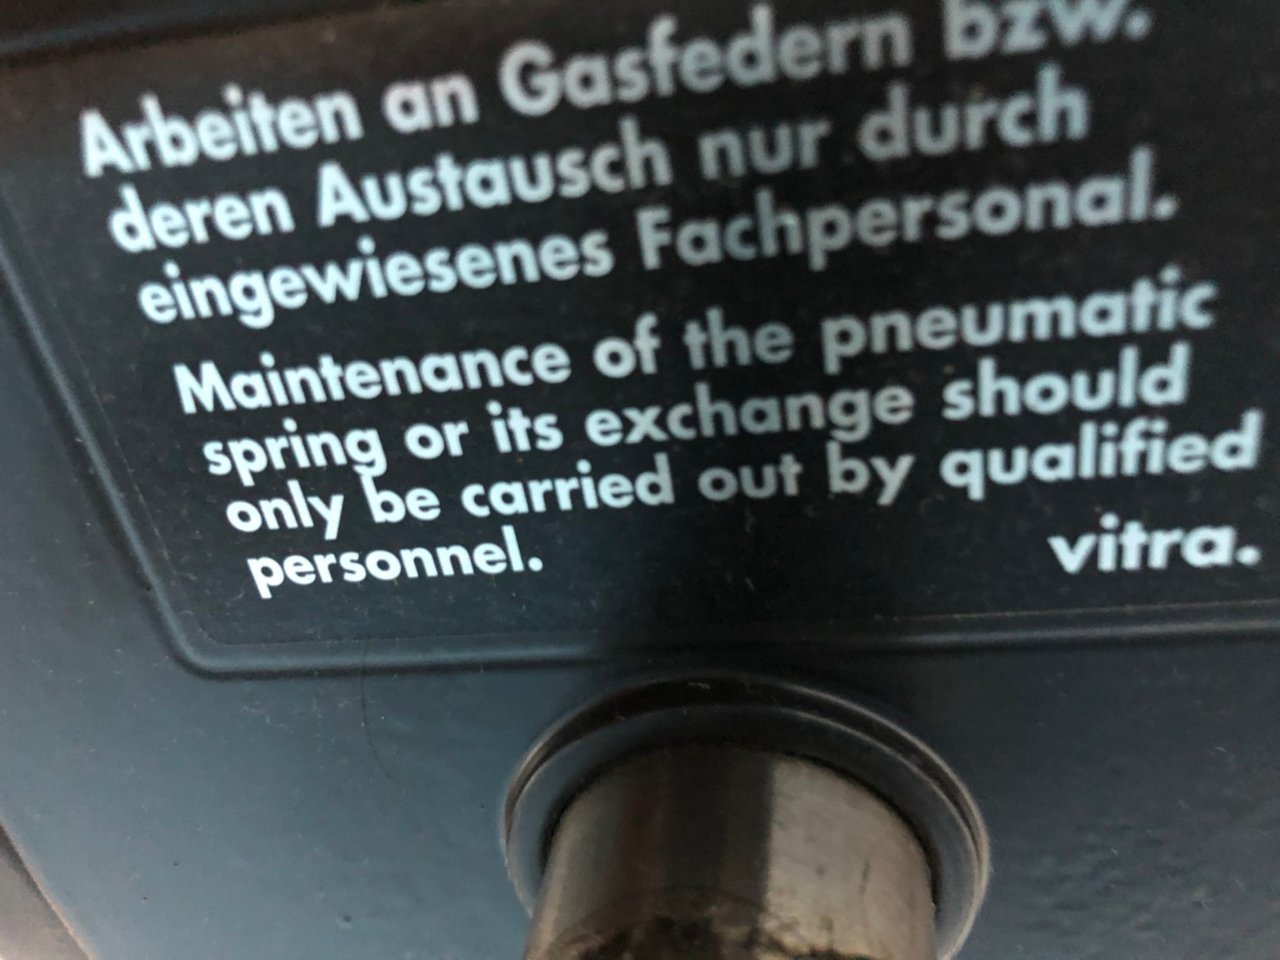 Arbeiten an Gasfedern bzw.
deren Austausch nur durch
eingewiesenes Fachpersonal.
Maintenance of the pneumatic
spring or its exchange should
only be carried out by qualified
personnel.
vitra.